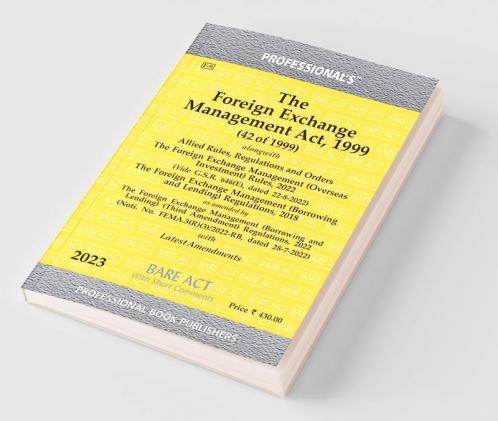 PROFESSIONAL'S™
The
Foreign Exchange
Management Act, 1999
(42 of 1999)
alongwith
Allied Rules, Regulations and Orders
The Foreign Exchange Management (Overseas
Investment) Rules, 2022
(Vide G.S.R. 646(E), dated 22-8-2022)
The Foreign Exchange Management (Borrowing
and Lending) Regulations, 2018
as amended by
The Foreign Exchange Management (Borrowing and
Lending) (Third Amendment) Regulations, 2022
(Noti. No. FEMA.3(R)(3)/2022-RB, dated 28-7-2022)
with
Latest Amendments
2023
BARE ACT
With Short Comments
Price ₹ 430.00
PROFESSIONAL BOOK PUBLISHERS